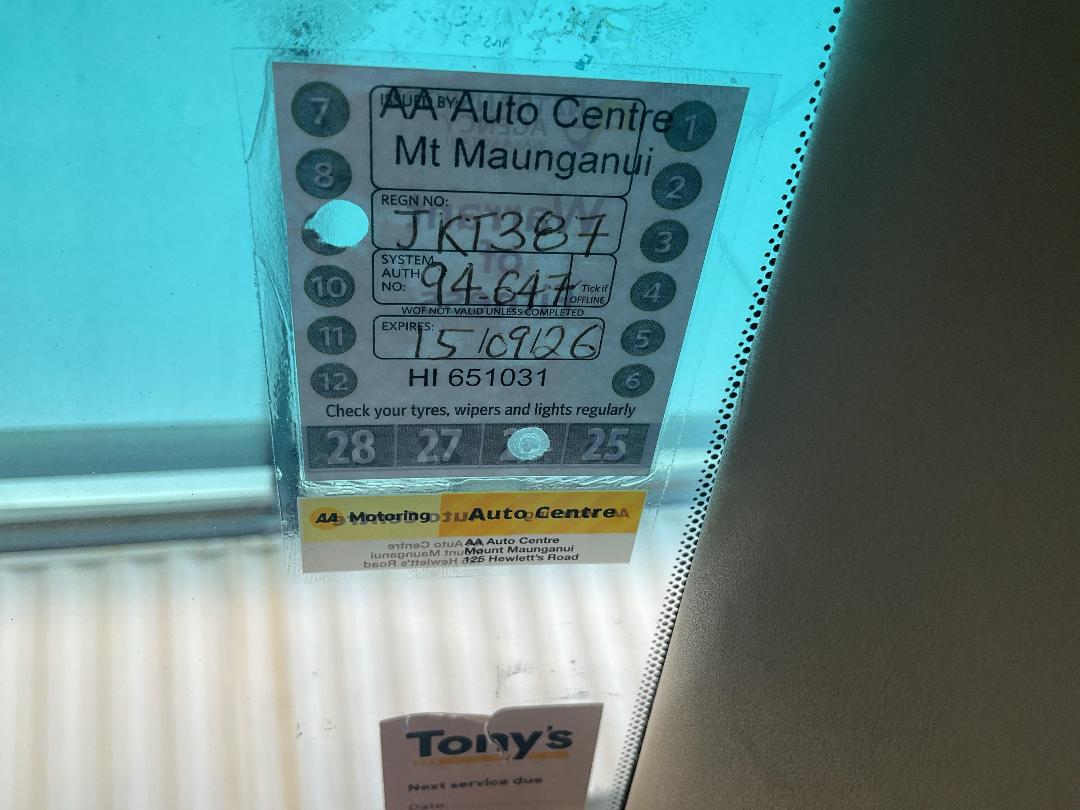 ISSUED BY:
AA Auto Centre
Mt Maunganui
7
8
10
11
12
1
2
3
4
5
6
REGN NO:
JKT387
SYSTEM
AUTH
NO:
94-647
Tick if
OFFLINE
WOF NOT VALID UNLESS COMPLETED
EXPIRES:
15/09/26
HI 651031
Check your tyres, wipers and lights regularly
28 27 25
AA Motoring Auto Centre
AA Auto Centre
Mount Maunganui
125 Hewlett's Road
Tony's
Next service due
Date